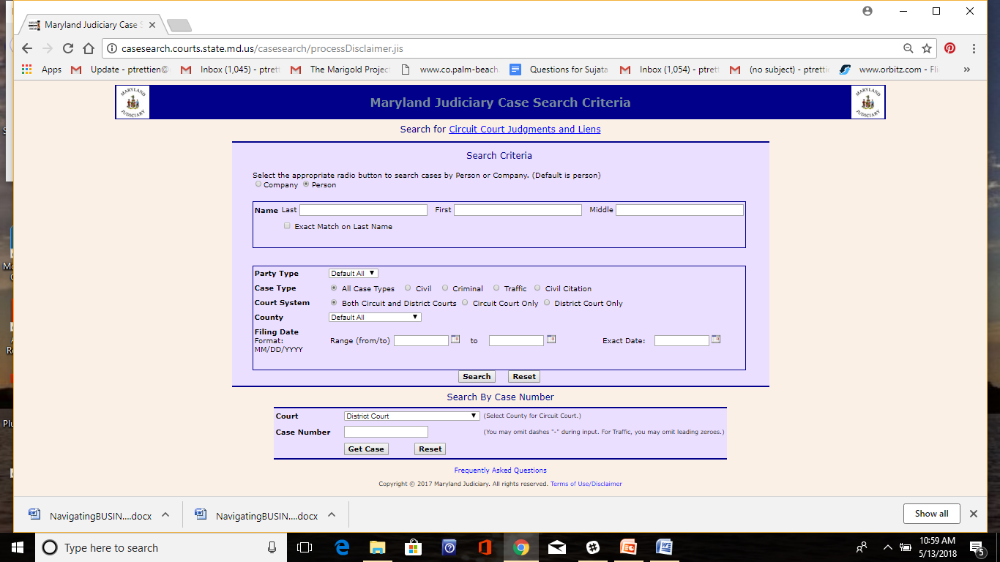 Maryland Judiciary Case S
casesearch.courts.state.md.us/casesearch/processDisclaimer.jis
Apps Update - ptrettien@ Inbox (1,045) - ptrett The Marigold Projec www.co.palm-beach Questions for Sujata Inbox (1,054) - ptrett (no subject) - ptrettie www.orbitz.com - Fli »
MARYLAND JUDICIARY Maryland Judiciary Case Search Criteria MARYLAND JUDICIARY
Search for Circuit Court Judgments and Liens
Search Criteria
Select the appropriate radio button to search cases by Person or Company. (Default is person)
Company Person
Name Last First Middle
Exact Match on Last Name
Party Type Default All
Case Type All Case Types Civil Criminal Traffic Civil Citation
Court System Both Circuit and District Courts Circuit Court Only District Court Only
County Default All
Filing Date
Format: Range (from/to) to Exact Date:
MM/DD/YYYY
Search Reset
Search By Case Number
Court District Court (Select County for Circuit Court.)
Case Number (You may omit dashes "-" during input. For Traffic, you may omit leading zeroes.)
Get Case Reset
Frequently Asked Questions
Copyright © 2017 Maryland Judiciary. All rights reserved. Terms of Use/Disclaimer
NavigatingBUSIN....docx NavigatingBUSIN....docx Show all
Type here to search 10:59 AM
5/13/2018 5